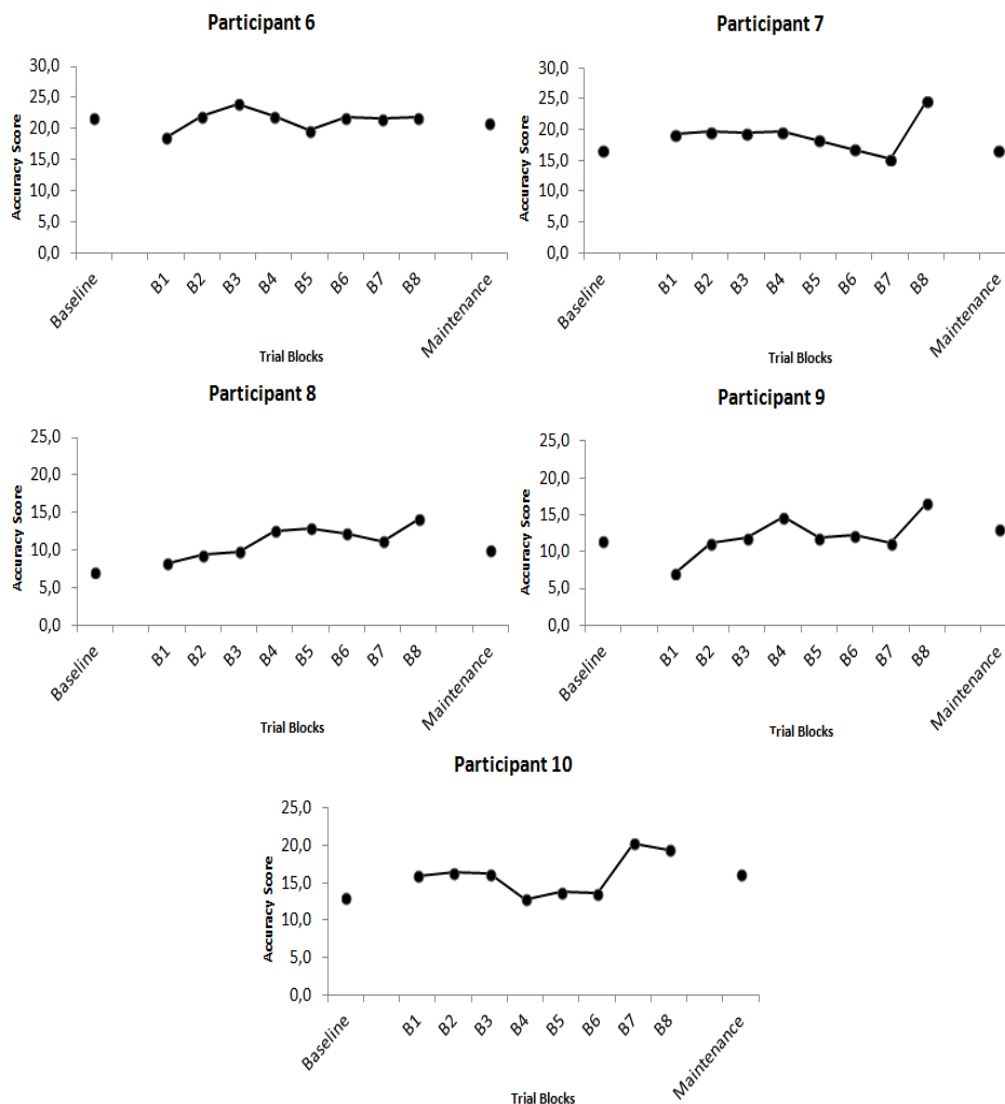 Participant 6
Accuracy Score
30,0
25,0
20,0
15,0
10,0
5,0
0,0
Baseline
B1
B2
B3
B4
B5
B6
B7
B8
Maintenance
Trial Blocks
Participant 7
Accuracy Score
30,0
25,0
20,0
15,0
10,0
5,0
0,0
Baseline
B1
B2
B3
B4
B5
B6
B7
B8
Maintenance
Trial Blocks
Participant 8
Accuracy Score
25,0
20,0
15,0
10,0
5,0
0,0
Baseline
B1
B2
B3
B4
B5
B6
B7
B8
Maintenance
Trial Blocks
Participant 9
Accuracy Score
25,0
20,0
15,0
10,0
5,0
0,0
Baseline
B1
B2
B3
B4
B5
B6
B7
B8
Maintenance
Trial Blocks
Participant 10
Accuracy Score
25,0
20,0
15,0
10,0
5,0
0,0
Baseline
B1
B2
B3
B4
B5
B6
B7
B8
Maintenance
Trial Blocks